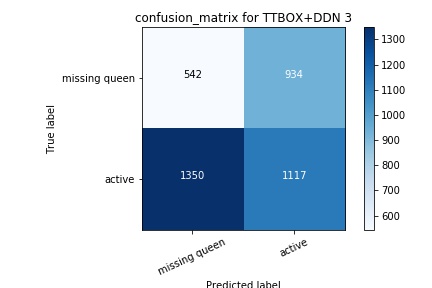 confusion_matrix for TTBOX+DDN 3
True label
missing queen
active
542
934
1350
1117
missing queen
active
Predicted label
1300
1200
1100
1000
900
800
700
600